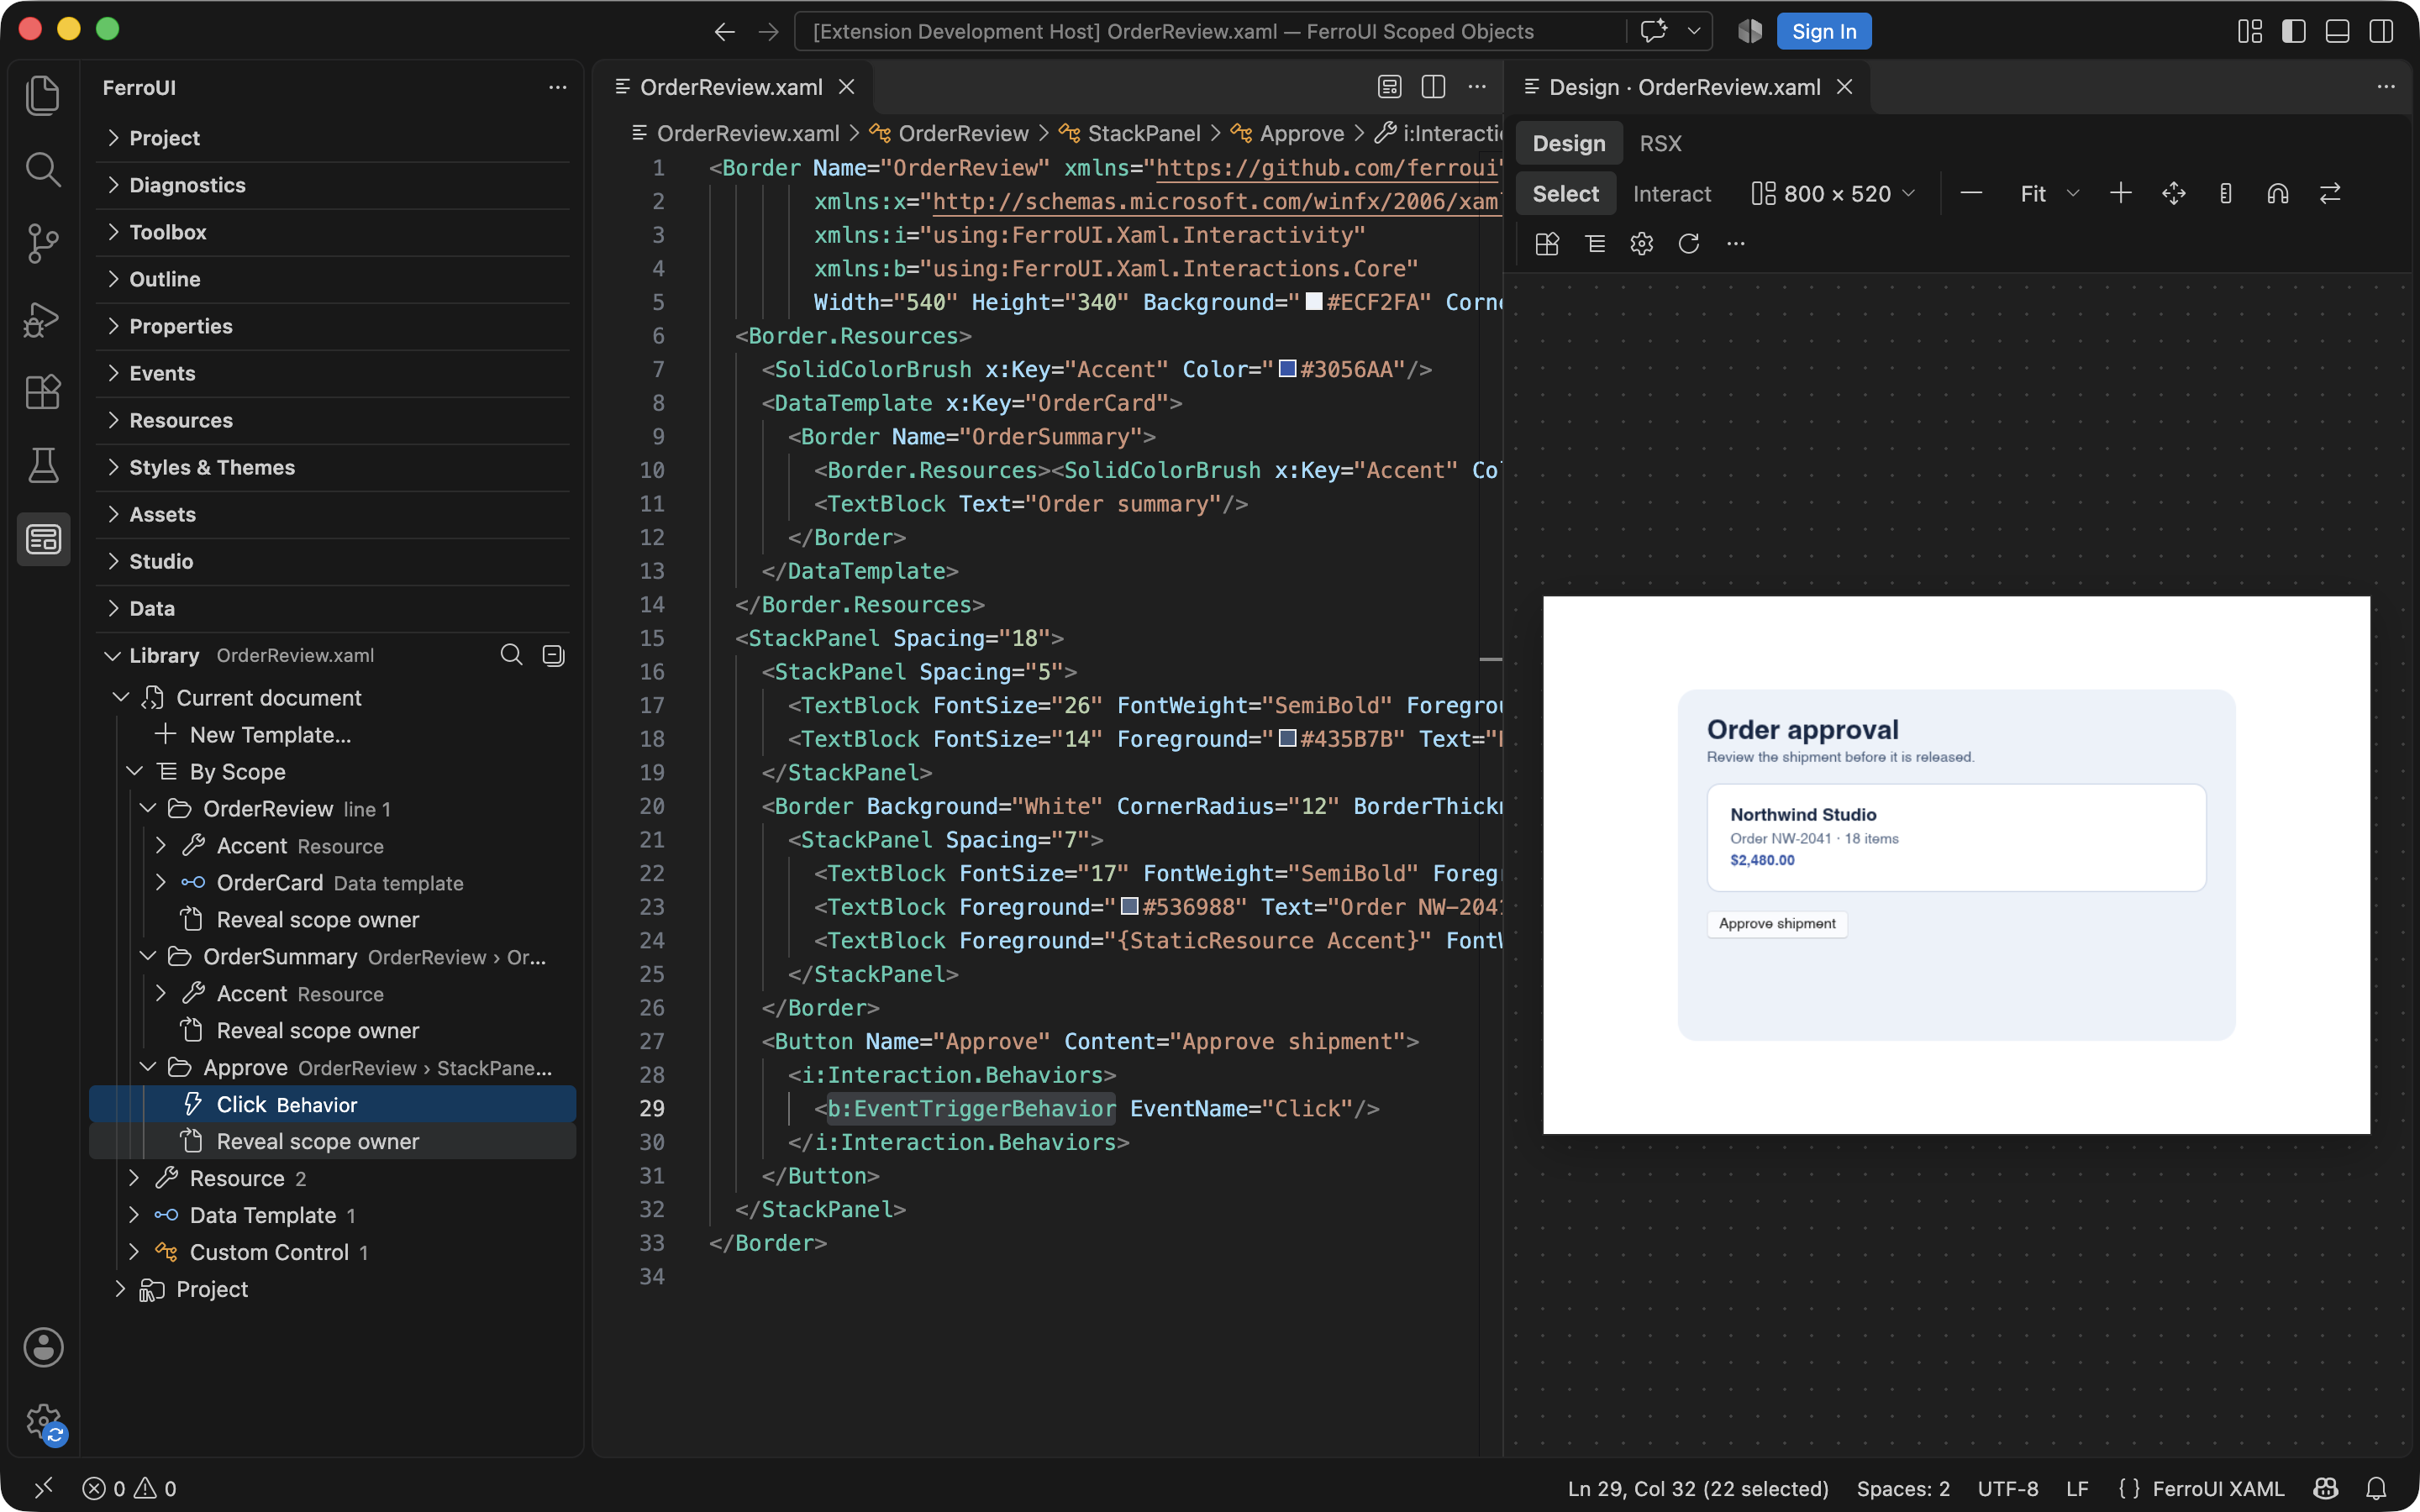 [Extension Development Host] OrderReview.xaml — FerroUI Scoped Objects
Sign In
FerroUI
Project
Diagnostics
Toolbox
Outline
Properties
Events
Resources
Styles & Themes
Assets
Studio
Data
Library OrderReview.xaml
Current document
New Template...
By Scope
OrderReview line 1
Accent Resource
OrderCard Data template
Reveal scope owner
OrderSummary OrderReview › Or...
Accent Resource
Reveal scope owner
Approve OrderReview › StackPane...
Click Behavior
Reveal scope owner
Resource 2
Data Template 1
Custom Control 1
Project
OrderReview.xaml
OrderReview.xaml > OrderReview > StackPanel > Approve > i:Interactio
1 <Border Name="OrderReview" xmlns="https://github.com/ferroui"
2 xmlns:x="http://schemas.microsoft.com/winfx/2006/xaml
3 xmlns:i="using:FerroUI.Xaml.Interactivity"
4 xmlns:b="using:FerroUI.Xaml.Interactions.Core"
5 Width="540" Height="340" Background="#ECF2FA" Corne
6 <Border.Resources>
7 <SolidColorBrush x:Key="Accent" Color="#3056AA"/>
8 <DataTemplate x:Key="OrderCard">
9 <Border Name="OrderSummary">
10 <Border.Resources><SolidColorBrush x:Key="Accent" Col
11 <TextBlock Text="Order summary"/>
12 </Border>
13 </DataTemplate>
14 </Border.Resources>
15 <StackPanel Spacing="18">
16 <StackPanel Spacing="5">
17 <TextBlock FontSize="26" FontWeight="SemiBold" Foregrou
18 <TextBlock FontSize="14" Foreground="#435B7B" Text="
19 </StackPanel>
20 <Border Background="White" CornerRadius="12" BorderThickn
21 <StackPanel Spacing="7">
22 <TextBlock FontSize="17" FontWeight="SemiBold" Foreg
23 <TextBlock Foreground="#536988" Text="Order NW-2041
24 <TextBlock Foreground="{StaticResource Accent}" FontW
25 </StackPanel>
26 </Border>
27 <Button Name="Approve" Content="Approve shipment">
28 <i:Interaction.Behaviors>
29 <b:EventTriggerBehavior EventName="Click"/>
30 </i:Interaction.Behaviors>
31 </Button>
32 </StackPanel>
33 </Border>
34
Design · OrderReview.xaml
Design RSX
Select Interact 800 × 520 Fit
Order approval
Review the shipment before it is released.
Northwind Studio
Order NW-2041 · 18 items
$2,480.00
Approve shipment
0 0
Ln 29, Col 32 (22 selected) Spaces: 2 UTF-8 LF { } FerroUI XAML